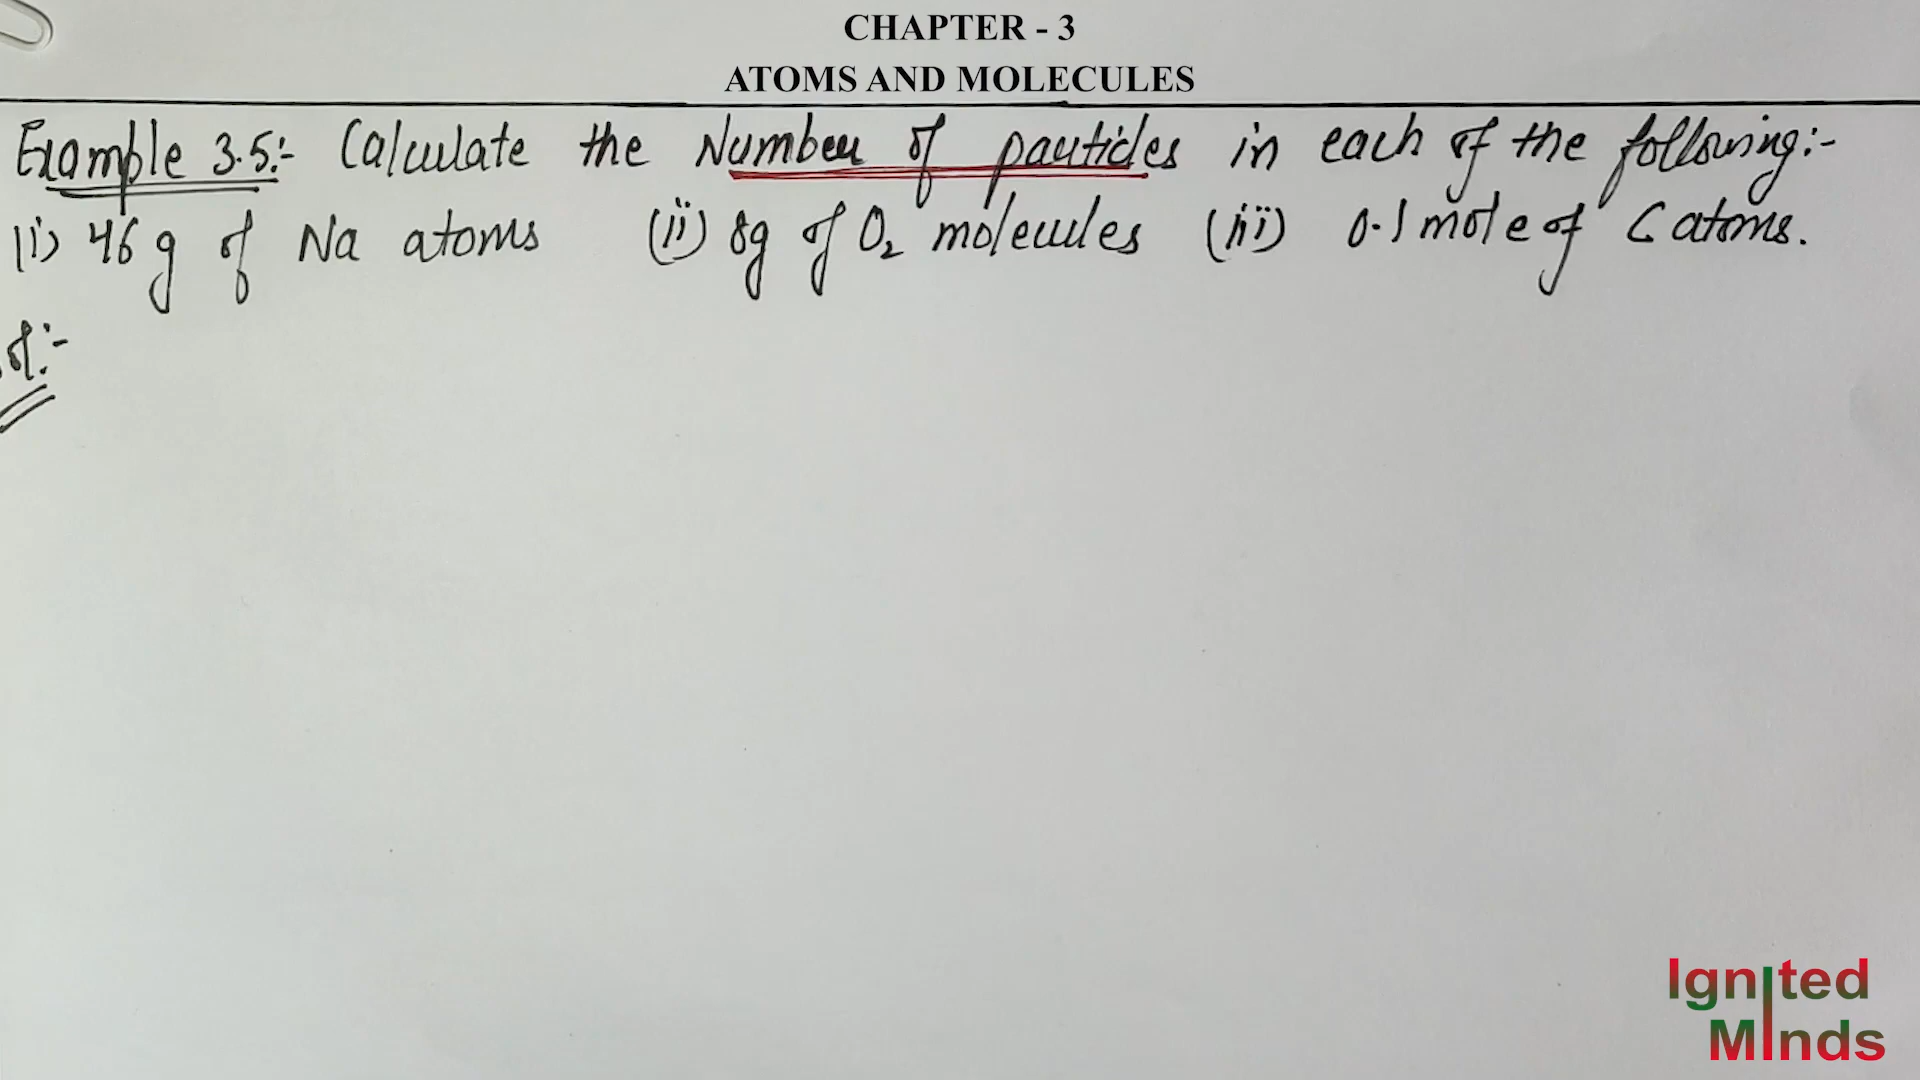 CHAPTER - 3
ATOMS AND MOLECULES
Example 3.5:- Calculate the Number of particles in each of the following:-
(i) 46 g of Na atoms (ii) 8g of O₂ molecules (iii) 0.1 mole of C atoms.
ol:-
Ignited
Minds